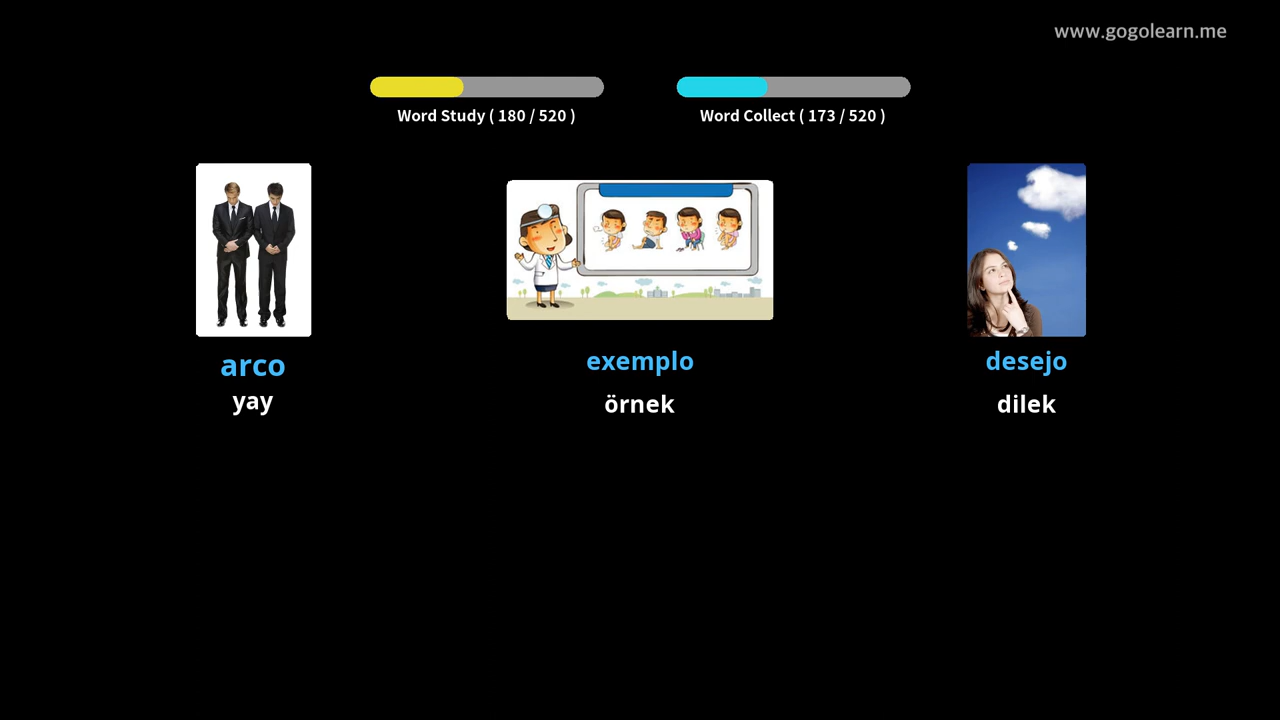 www.gogolearn.me
Word Study ( 180 / 520 )
Word Collect ( 173 / 520 )
arco
yay
exemplo
örnek
desejo
dilek